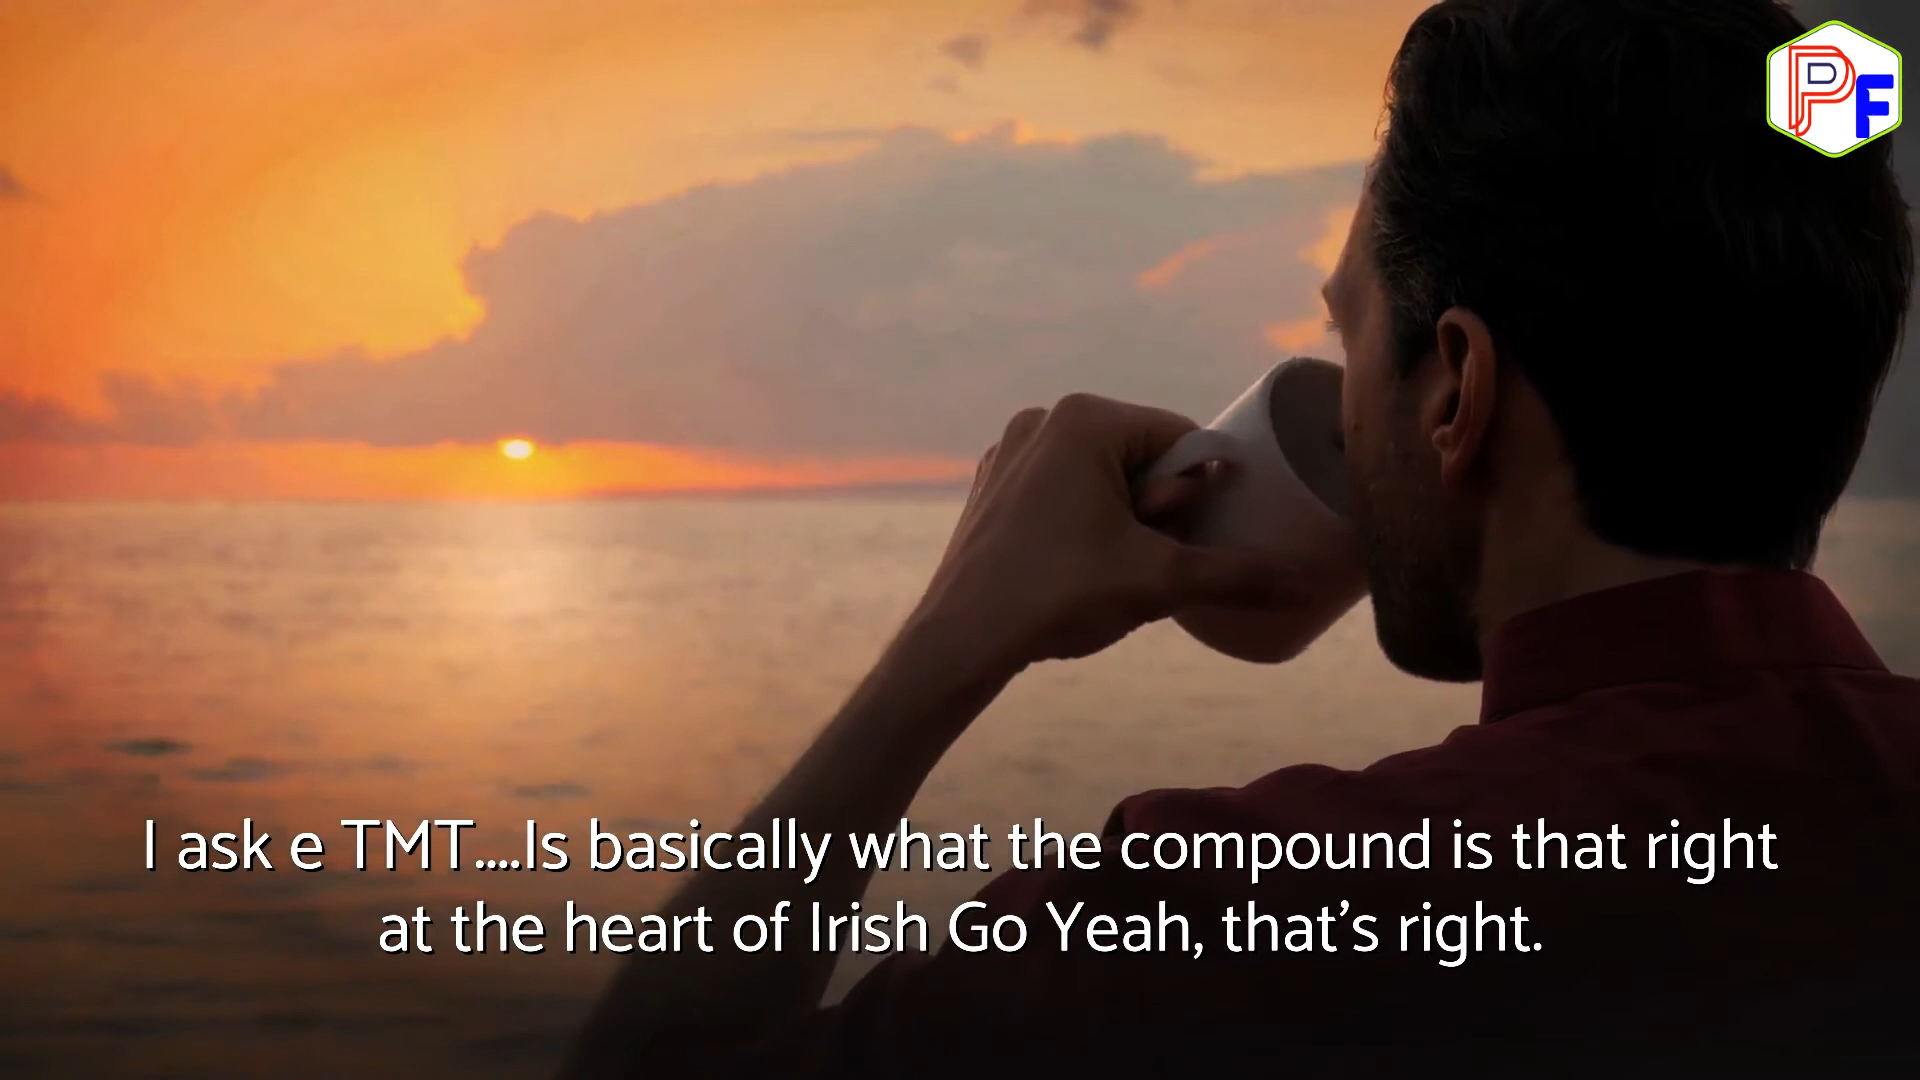 PF
I ask e TMT....Is basically what the compound is that right
at the heart of Irish Go Yeah, that's right.